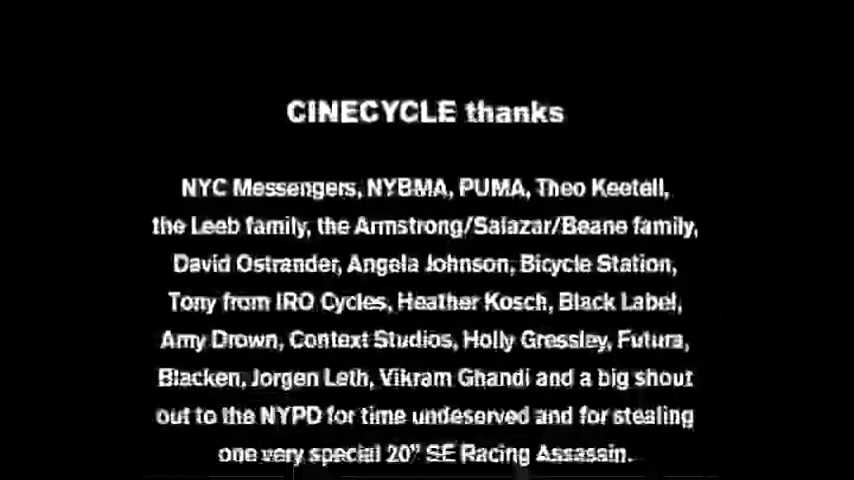 CINECYCLE thanks
NYC Messengers, NYBMA, PUMA, Theo Keetell,
the Leeb family, the Armstrong/Salazar/Beane family,
David Ostrander, Angela Johnson, Bicycle Station,
Tony from IRO Cycles, Heather Kosch, Black Label,
Amy Drown, Context Studios, Holly Gressley, Futura,
Blacken, Jorgen Leth, Vikram Ghandi and a big shout
out to the NYPD for time undeserved and for stealing
one very special 20" SE Racing Assassin.